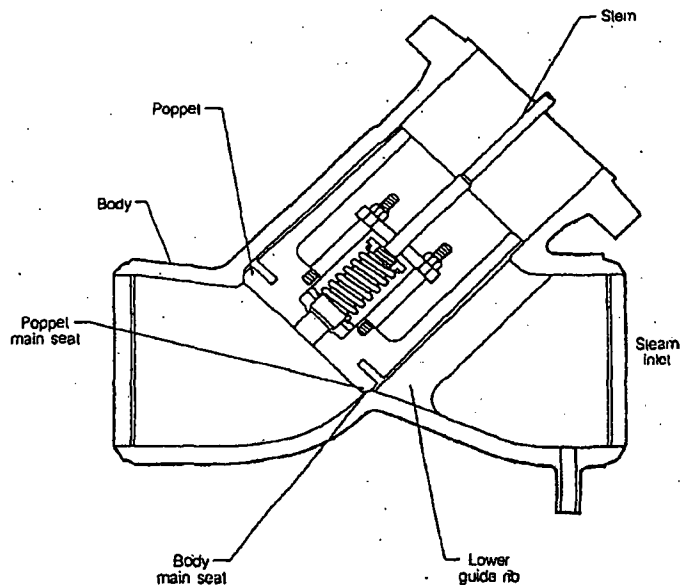 Stem
Poppet
Body
Poppet
main seat
Steam
inlet
Body
main seat
Lower
guide rib